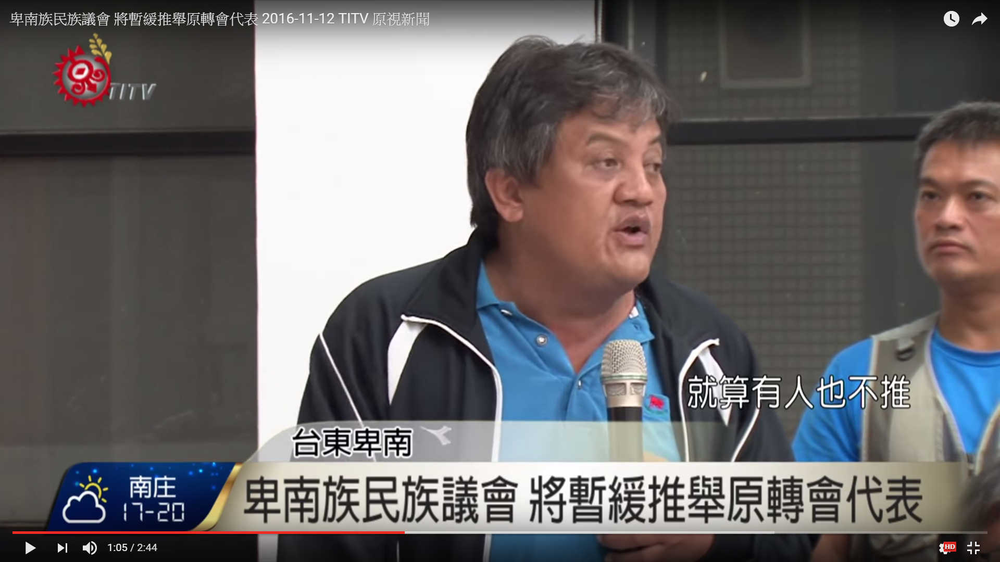 卑南族民族議會 將暫緩推舉原轉會代表 2016-11-12 TITV 原視新聞
TITV
就算有人也不推
台東卑南
南庄
17-20
卑南族民族議會 將暫緩推舉原轉會代表
1:05 / 2:44
HD